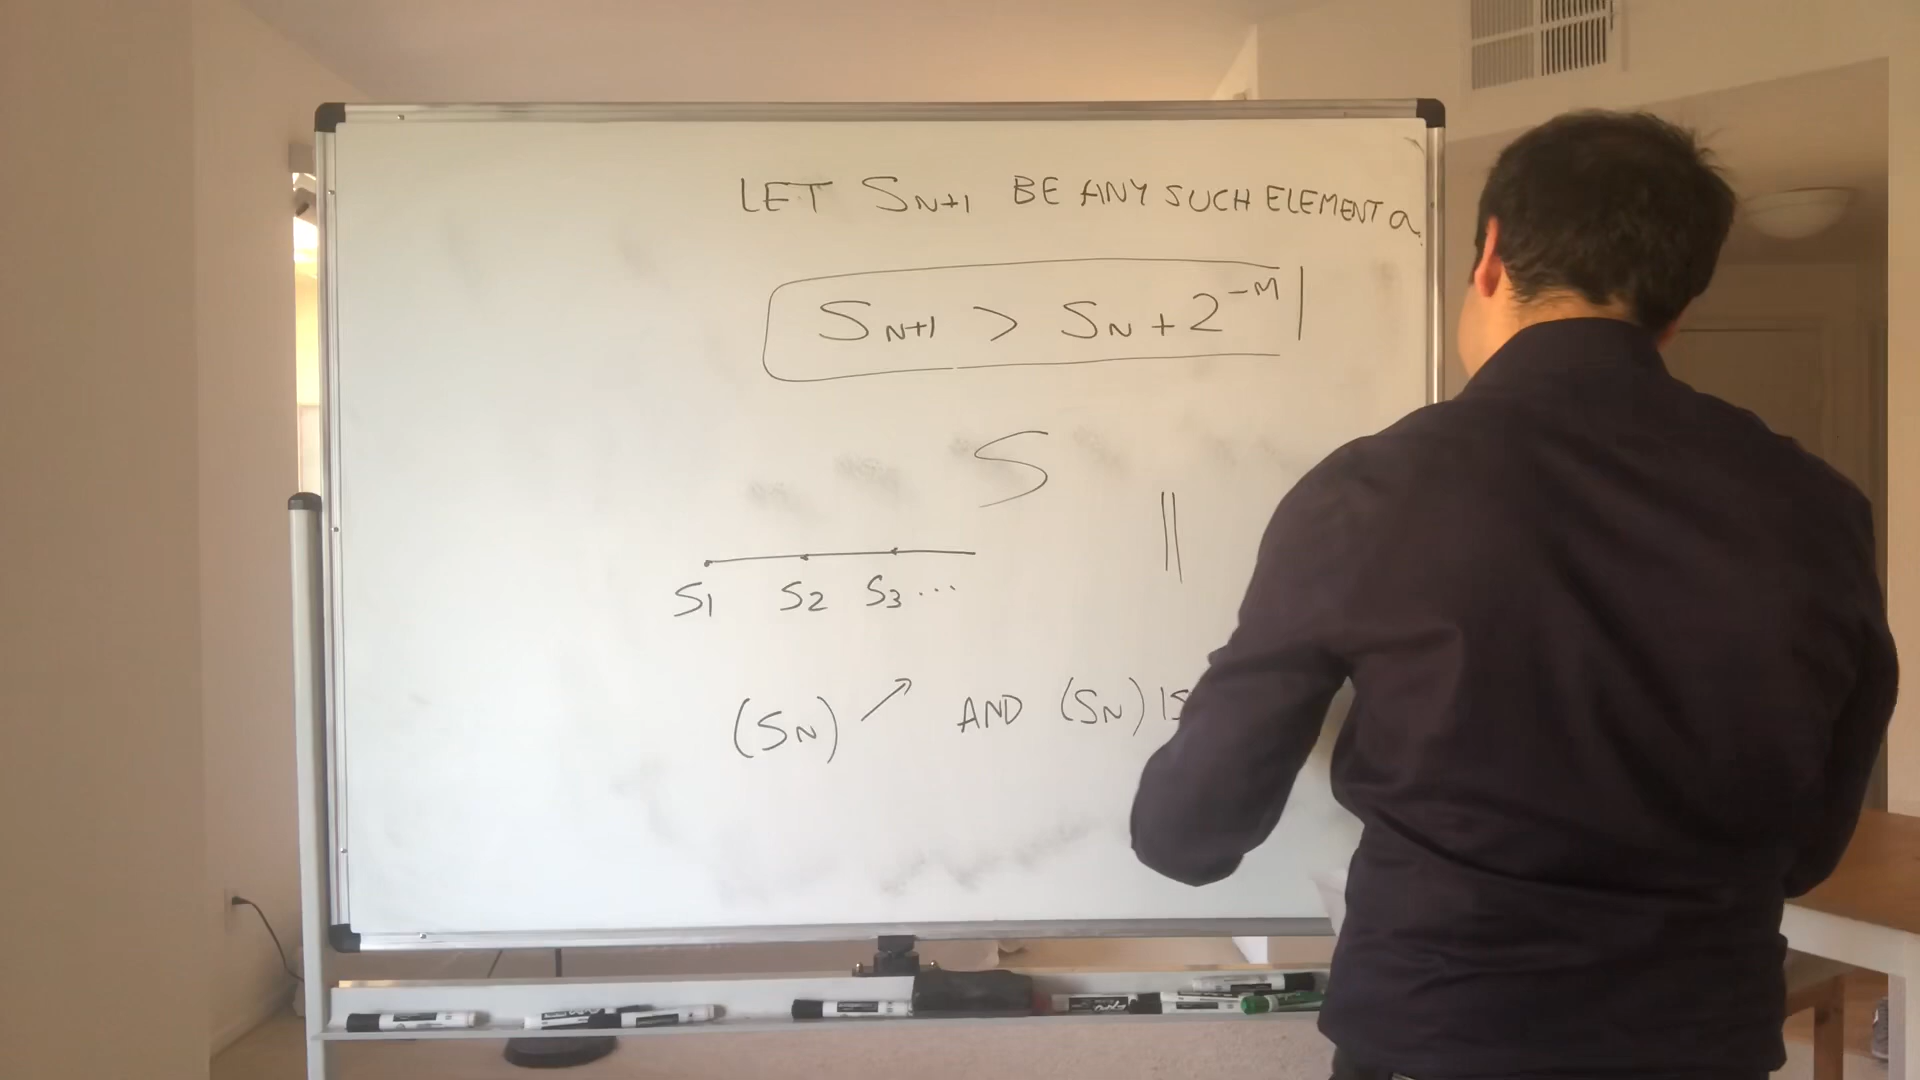 LET SN+1 BE ANY SUCH ELEMENT a.
SN+1 > SN + 2^-M
S
S1 S2 S3 ...
(SN) ↗ AND (SN) IS